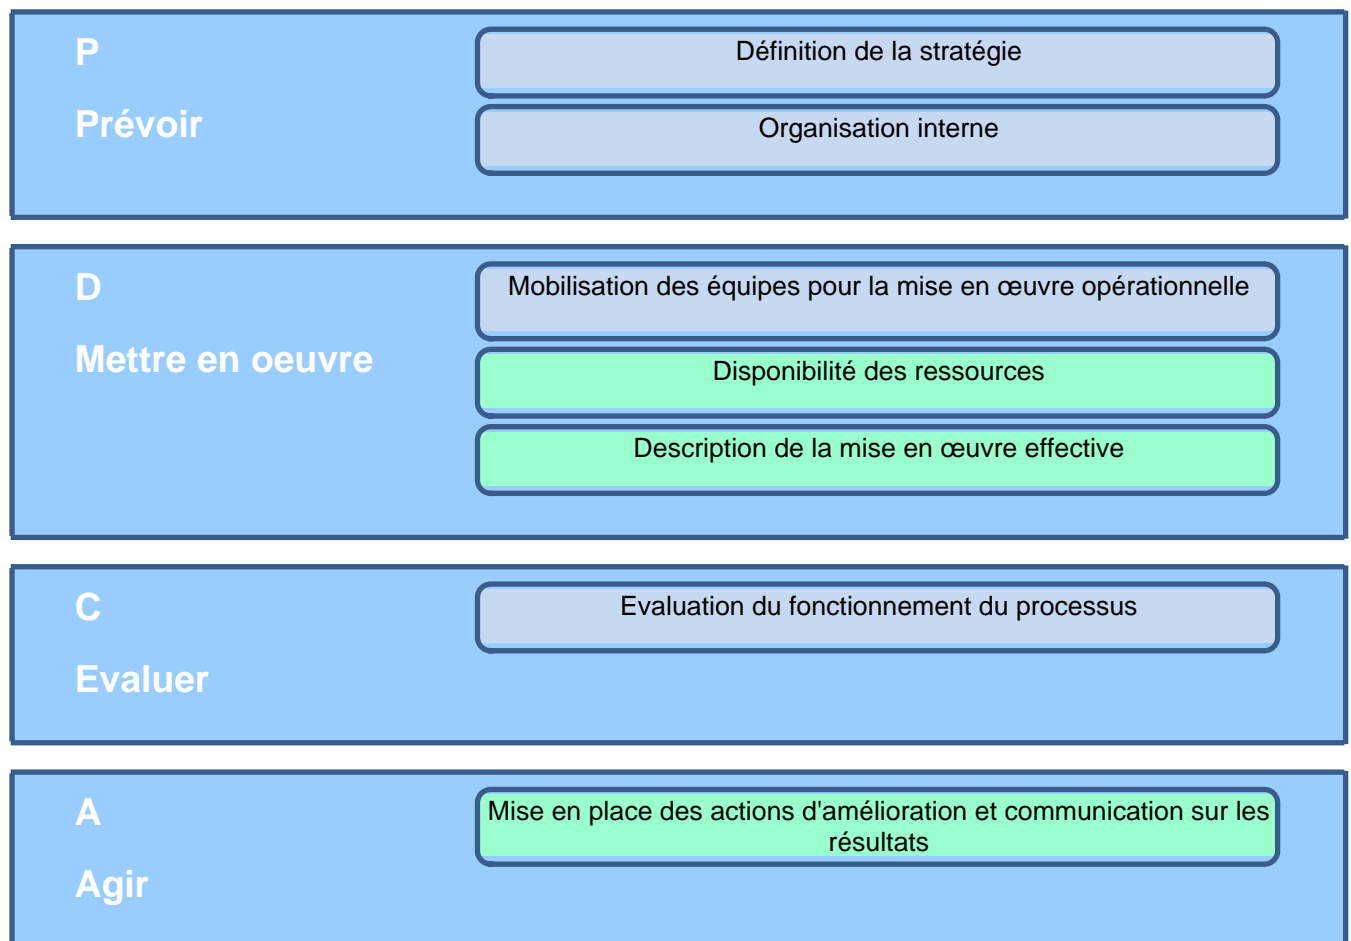 P
Prévoir
Définition de la stratégie
Organisation interne
D
Mettre en oeuvre
Mobilisation des équipes pour la mise en œuvre opérationnelle
Disponibilité des ressources
Description de la mise en œuvre effective
C
Evaluer
Evaluation du fonctionnement du processus
A
Agir
Mise en place des actions d'amélioration et communication sur les
résultats